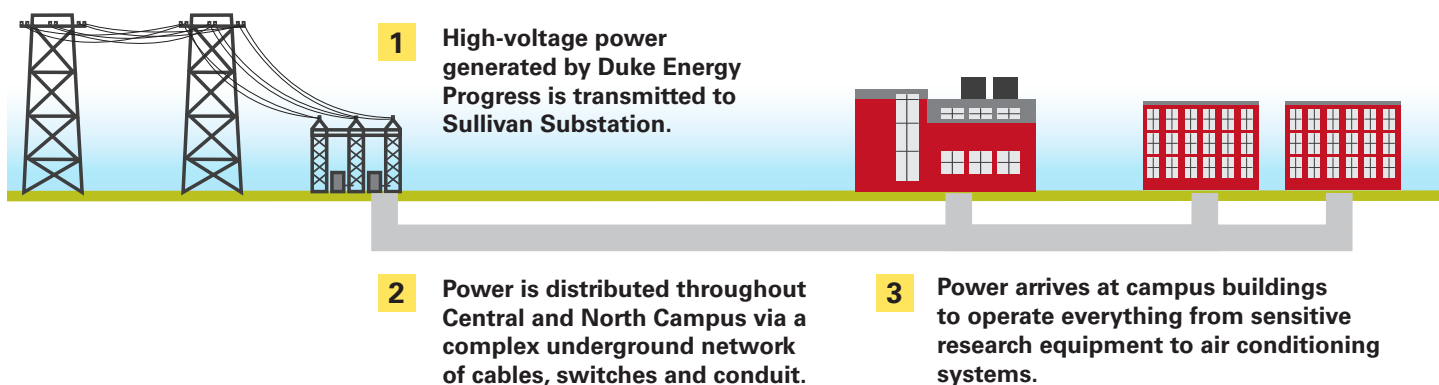 1
High-voltage power
generated by Duke Energy
Progress is transmitted to
Sullivan Substation.
2
Power is distributed throughout
Central and North Campus via a
complex underground network
of cables, switches and conduit.
3
Power arrives at campus buildings
to operate everything from sensitive
research equipment to air conditioning
systems.